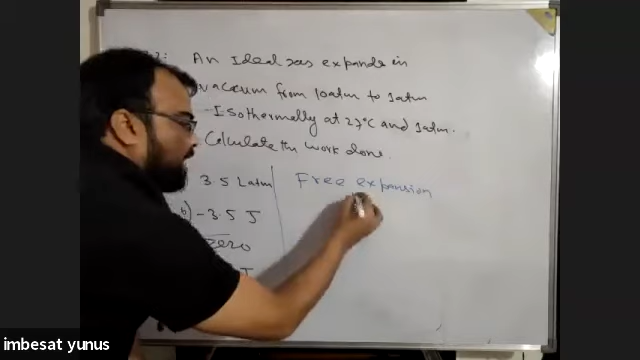 An Ideal gas expands in
vacuum from 10atm to 1atm
Isothermally at 27°C and 1atm.
Calculate the work done.
3.5 Latm
Free expansion
b) -3.5 J
zero
J
imbesat yunus